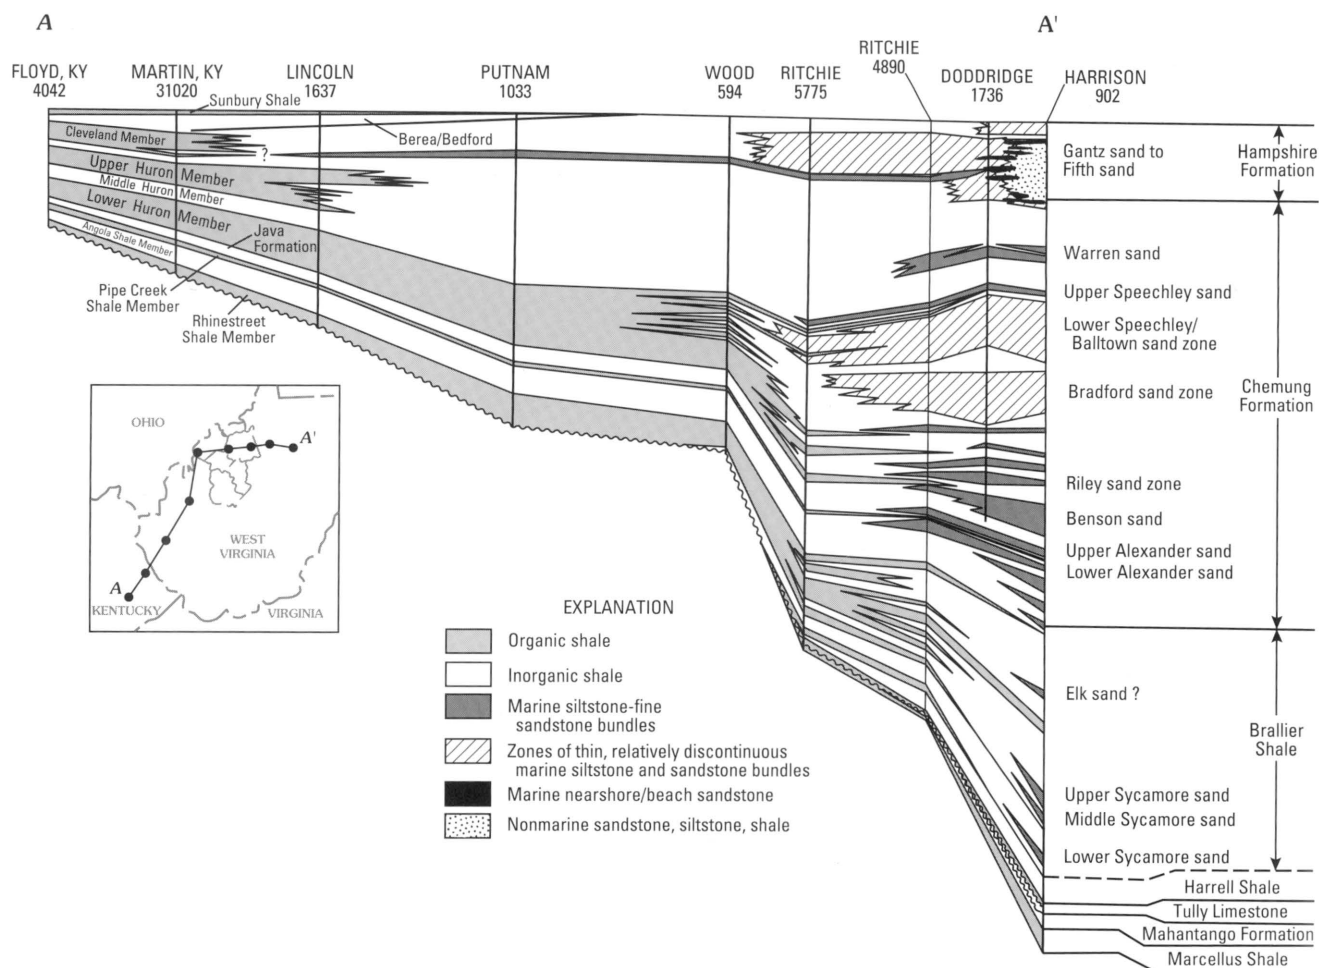 A
A'
FLOYD, KY
4042
MARTIN, KY
31020
LINCOLN
1637
PUTNAM
1033
WOOD
594
RITCHIE
5775
RITCHIE
4890
DODDRIDGE
1736
HARRISON
902
Sunbury Shale
Berea/Bedford
Cleveland Member
?
Upper Huron Member
Middle Huron Member
Lower Huron Member
Java
Formation
Angola Shale Member
Pipe Creek
Shale Member
Rhinestreet
Shale Member
Gantz sand to
Fifth sand
Hampshire
Formation
Warren sand
Upper Speechley sand
Lower Speechley/
Balltown sand zone
Bradford sand zone
Chemung
Formation
Riley sand zone
Benson sand
Upper Alexander sand
Lower Alexander sand
Elk sand ?
Brallier
Shale
Upper Sycamore sand
Middle Sycamore sand
Lower Sycamore sand
Harrell Shale
Tully Limestone
Mahantango Formation
Marcellus Shale
OHIO
A'
WEST
VIRGINIA
A
KENTUCKY
VIRGINIA
EXPLANATION
Organic shale
Inorganic shale
Marine siltstone-fine
sandstone bundles
Zones of thin, relatively discontinuous
marine siltstone and sandstone bundles
Marine nearshore/beach sandstone
Nonmarine sandstone, siltstone, shale